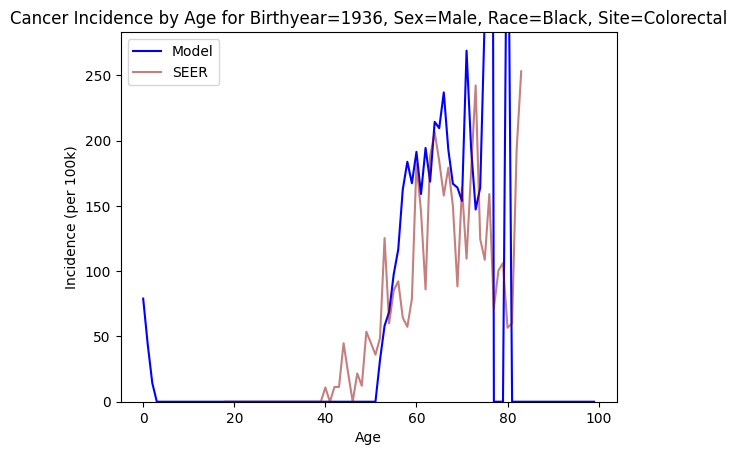 Cancer Incidence by Age for Birthyear=1936, Sex=Male, Race=Black, Site=Colorectal
Model
SEER
Incidence (per 100k)
250
200
150
100
50
0
0 20 40 60 80 100
Age